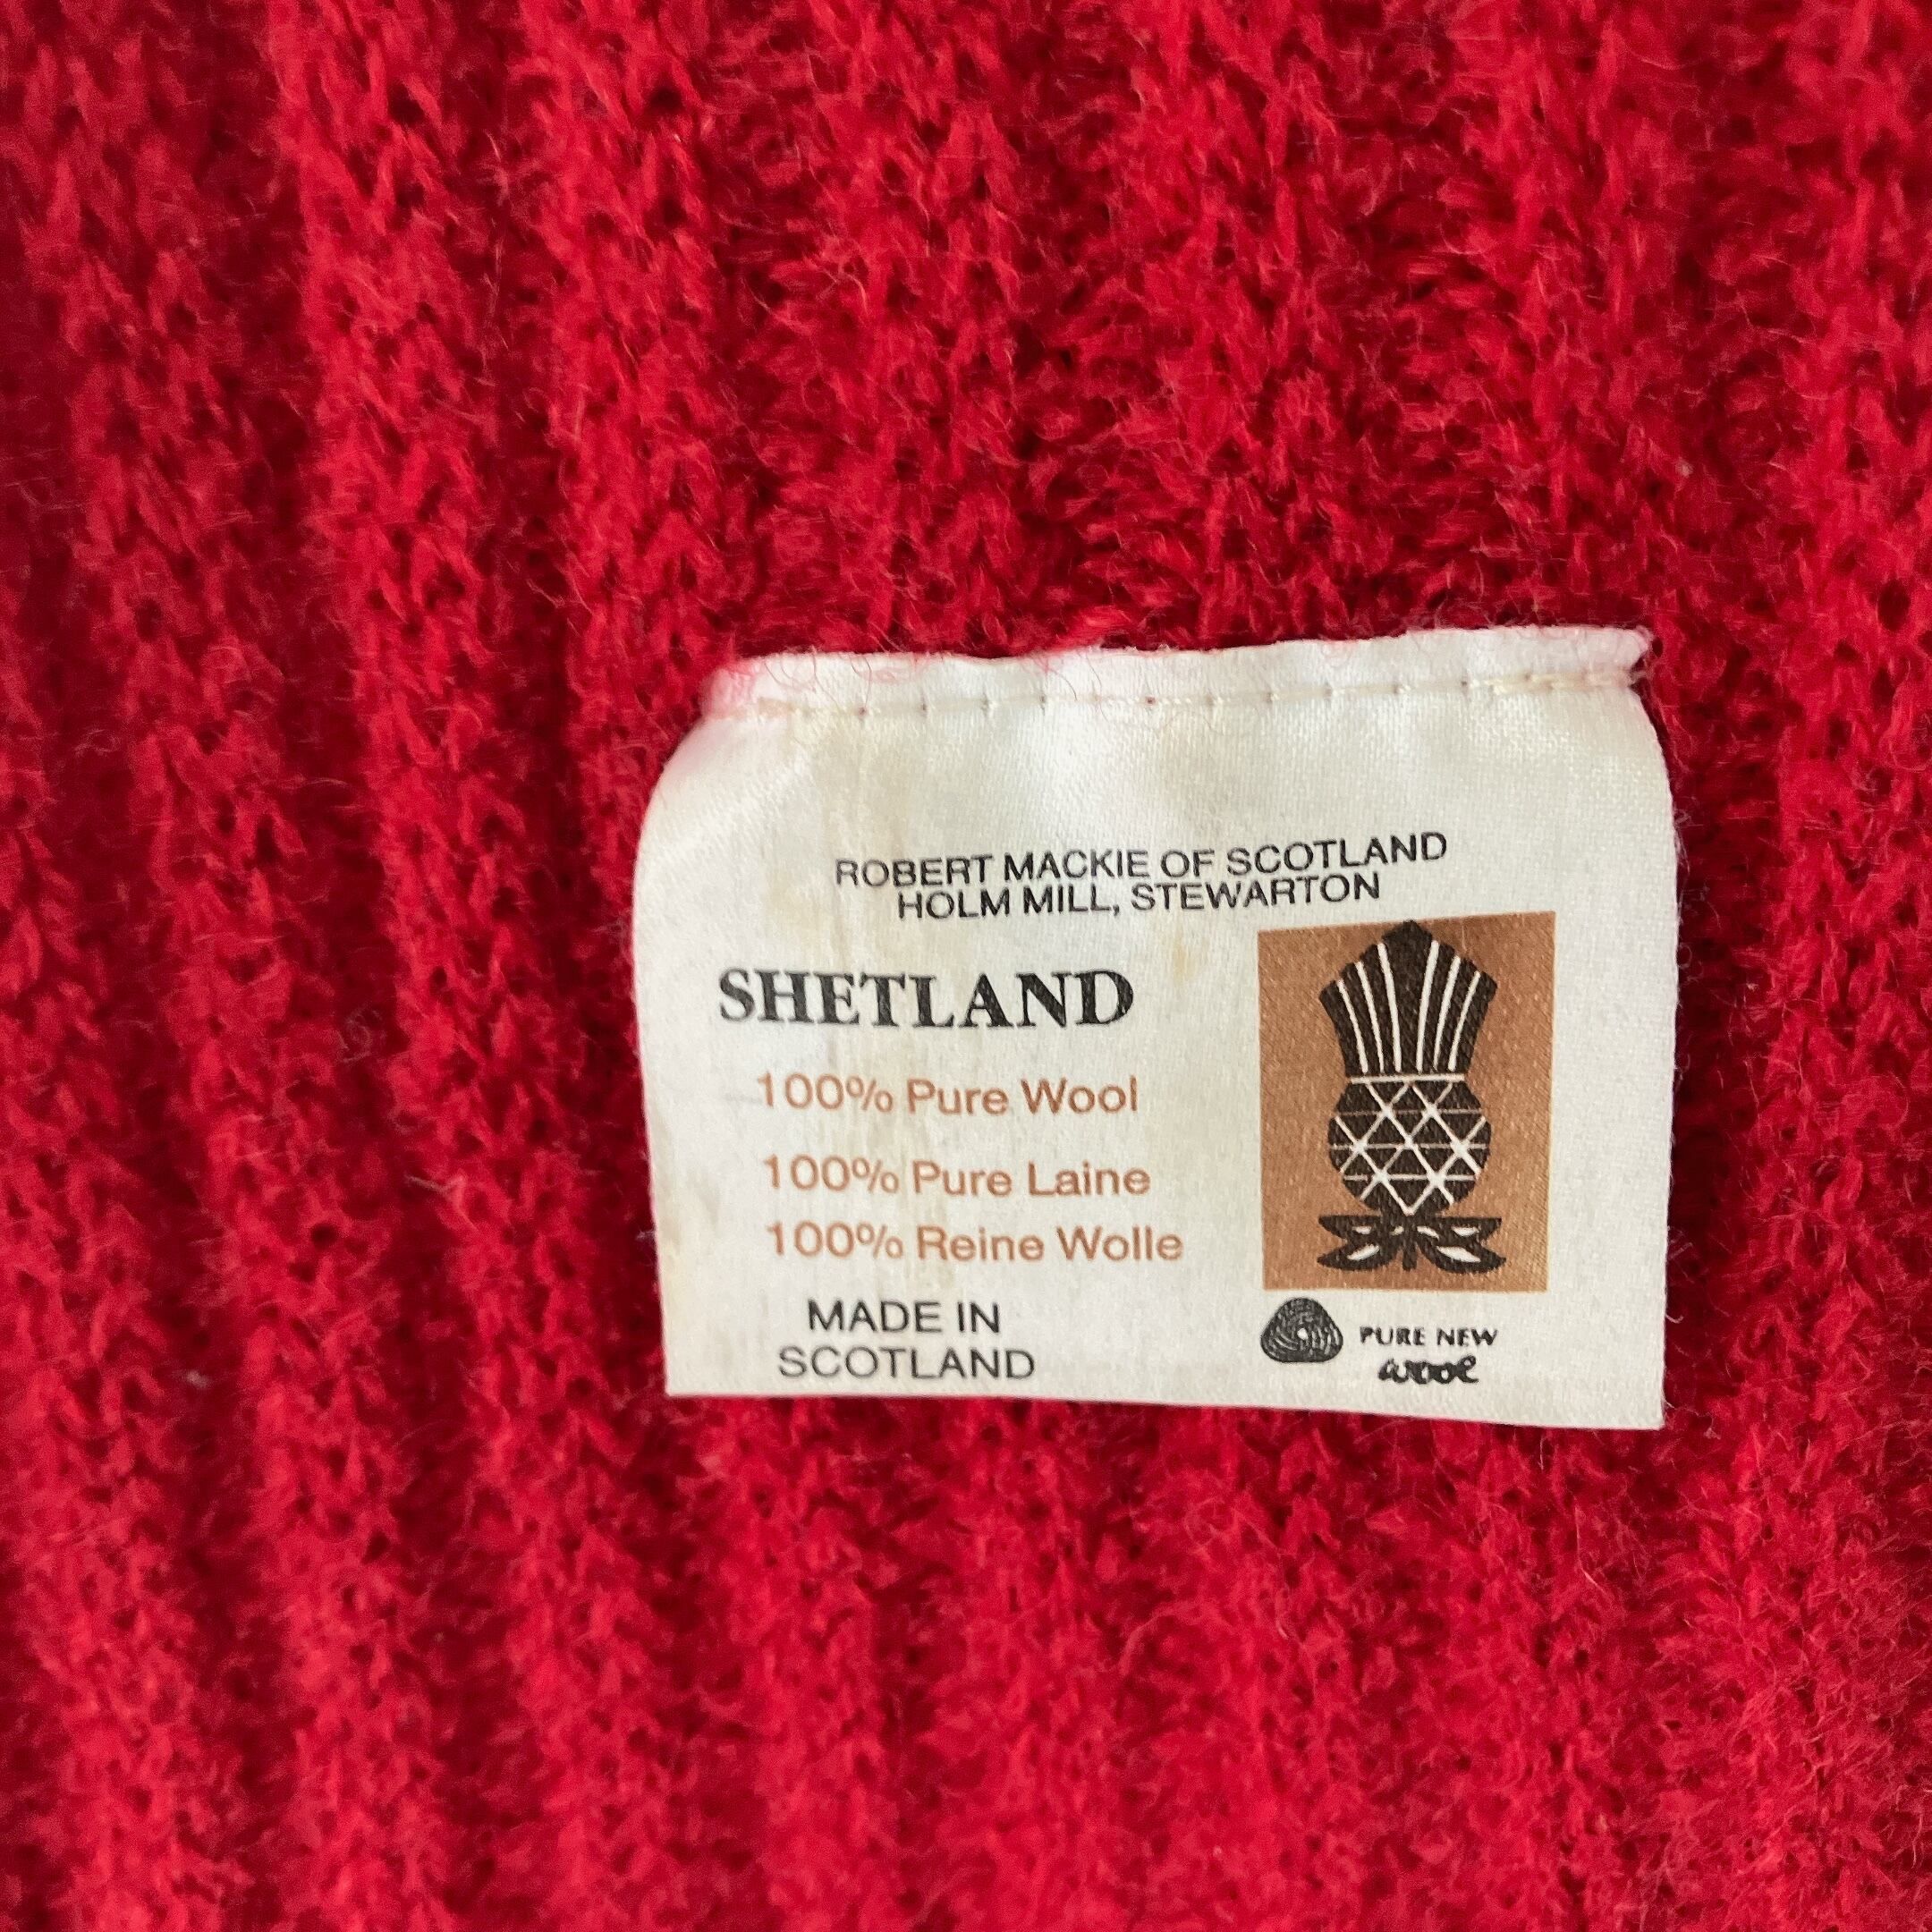 ROBERT MACKIE OF SCOTLAND
HOLM MILL, STEWARTON
SHETLAND
100% Pure Wool
100% Pure Laine
100% Reine Wolle
MADE IN
SCOTLAND
PURE NEW
wool